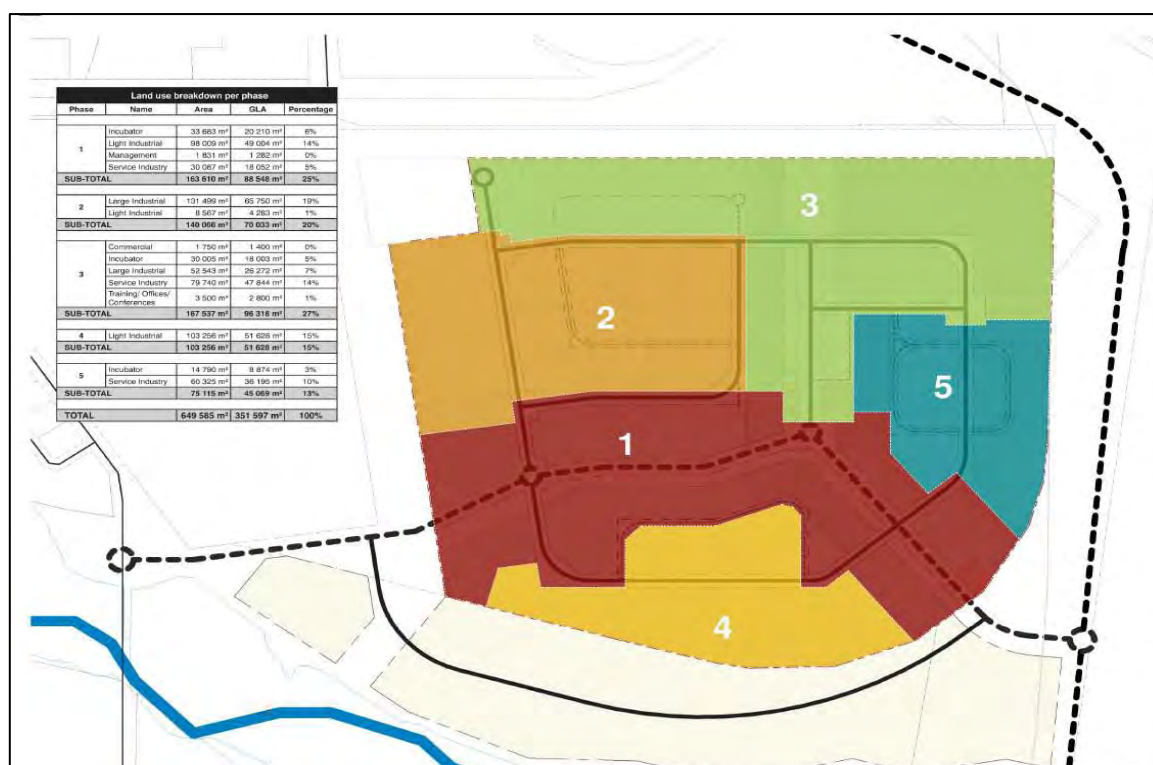 Land use breakdown per phase
Phase Name Area GLA Percentage
1
Incubator 33 683 m² 20 210 m² 6%
Light Industrial 98 009 m² 49 004 m² 14%
Management 1 831 m² 1 282 m² 0%
Service Industry 30 087 m² 18 052 m² 5%
SUB-TOTAL 163 610 m² 88 548 m² 25%
2
Large Industrial 131 499 m² 65 750 m² 19%
Light Industrial 8 567 m² 4 283 m² 1%
SUB-TOTAL 140 066 m² 70 033 m² 20%
3
Commercial 1 750 m² 1 400 m² 0%
Incubator 30 005 m² 18 003 m² 5%
Large Industrial 52 543 m² 26 272 m² 7%
Service Industry 79 740 m² 47 844 m² 14%
Training/ Offices/
Conferences 3 500 m² 2 800 m² 1%
SUB-TOTAL 167 537 m² 96 318 m² 27%
4 Light Industrial 103 256 m² 51 628 m² 15%
SUB-TOTAL 103 256 m² 51 628 m² 15%
5
Incubator 14 790 m² 8 874 m² 3%
Service Industry 60 325 m² 36 195 m² 10%
SUB-TOTAL 75 115 m² 45 069 m² 13%
TOTAL 649 585 m² 351 597 m² 100%
3
2
5
1
4